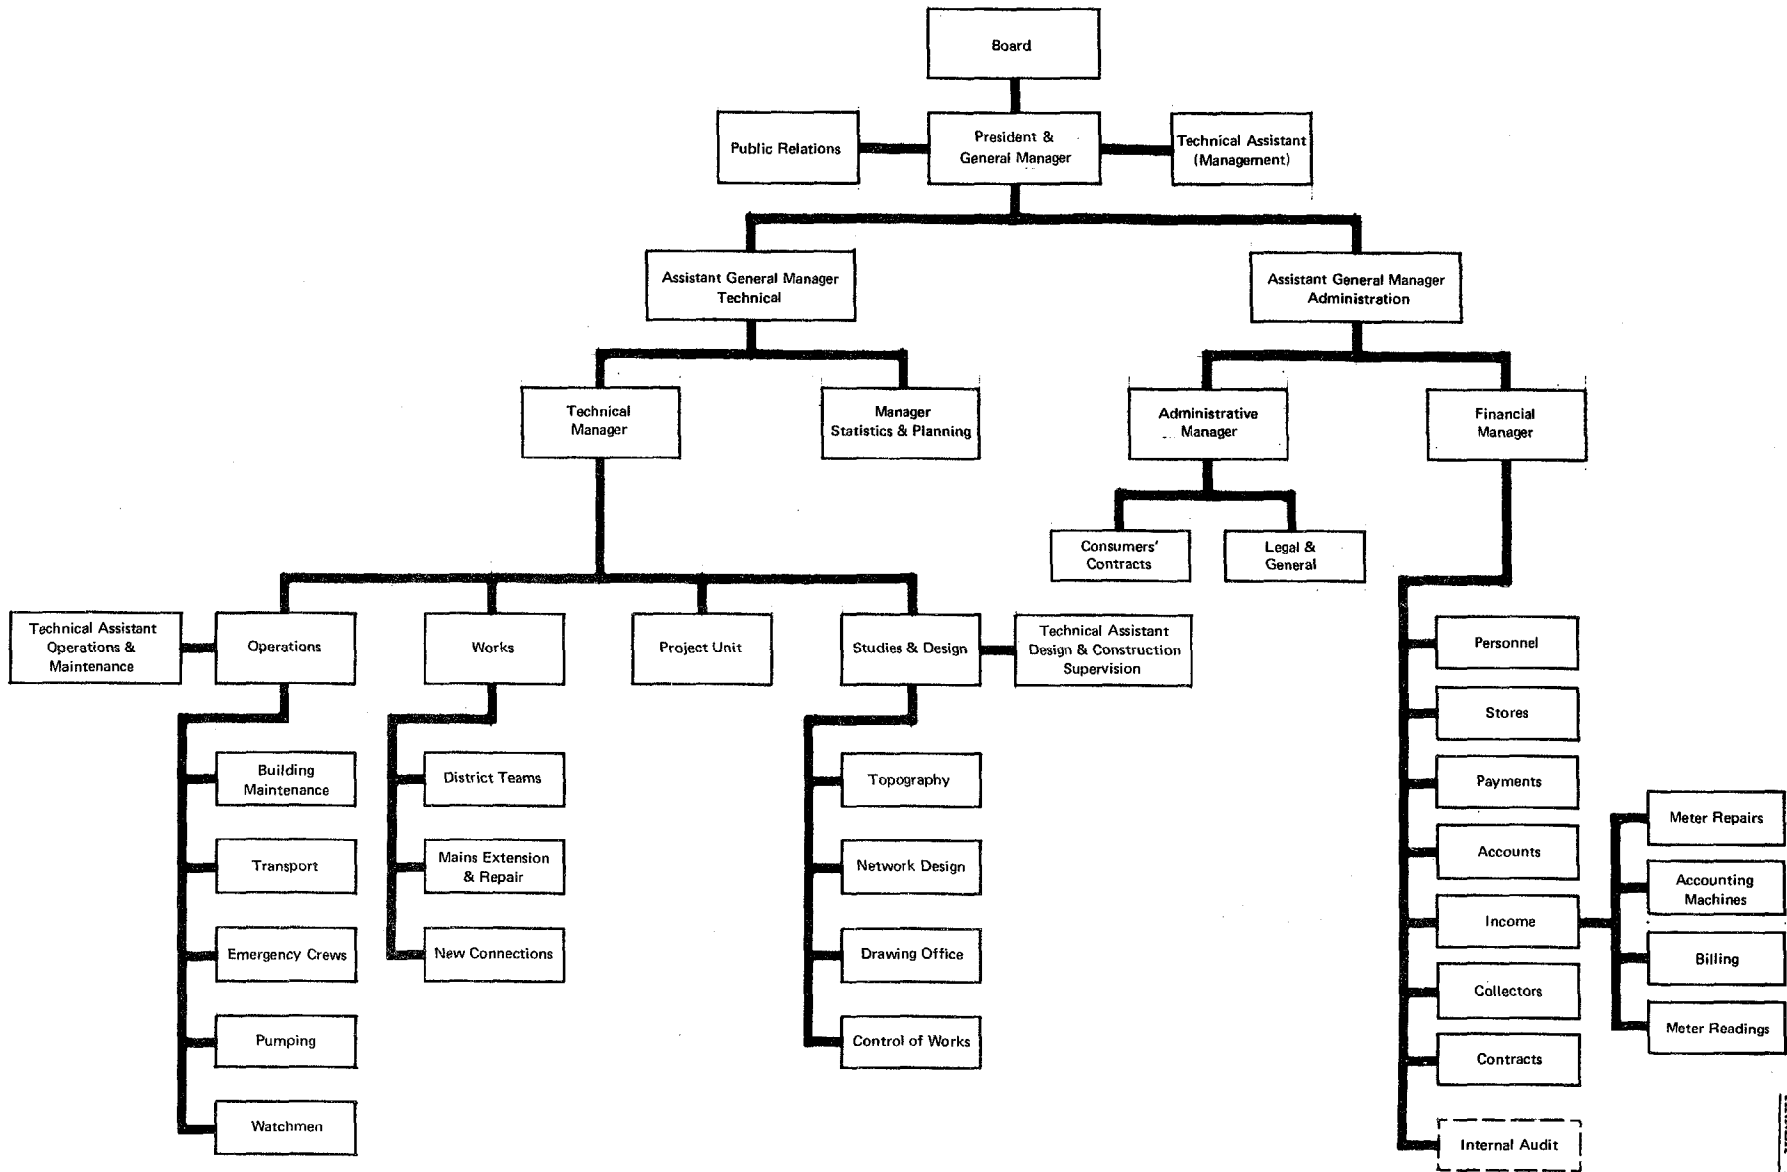 Board
Public Relations
President &
General Manager
Technical Assistant
(Management)
Assistant General Manager
Technical
Assistant General Manager
Administration
Technical
Manager
Manager
Statistics & Planning
Administrative
Manager
Financial
Manager
Consumers'
Contracts
Legal &
General
Technical Assistant
Operations &
Maintenance
Operations
Works
Project Unit
Studies & Design
Technical Assistant
Design & Construction
Supervision
Building
Maintenance
Transport
Emergency Crews
Pumping
Watchmen
District Teams
Mains Extension
& Repair
New Connections
Topography
Network Design
Drawing Office
Control of Works
Personnel
Stores
Payments
Accounts
Income
Collectors
Contracts
Internal Audit
Meter Repairs
Accounting
Machines
Billing
Meter Readings